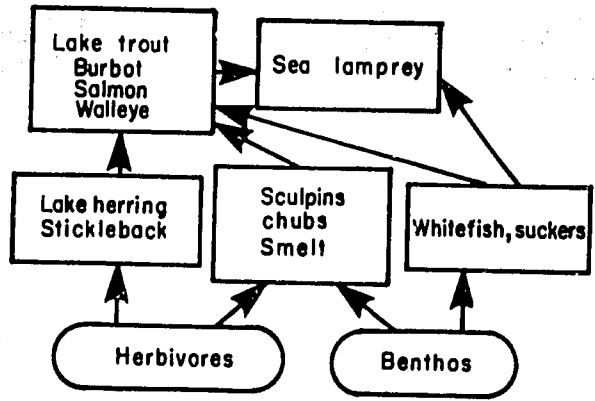 Lake trout
Burbot
Salmon
Walleye
Sea lamprey
Lake herring
Stickleback
Sculpins
chubs
Smelt
Whitefish, suckers
Herbivores
Benthos